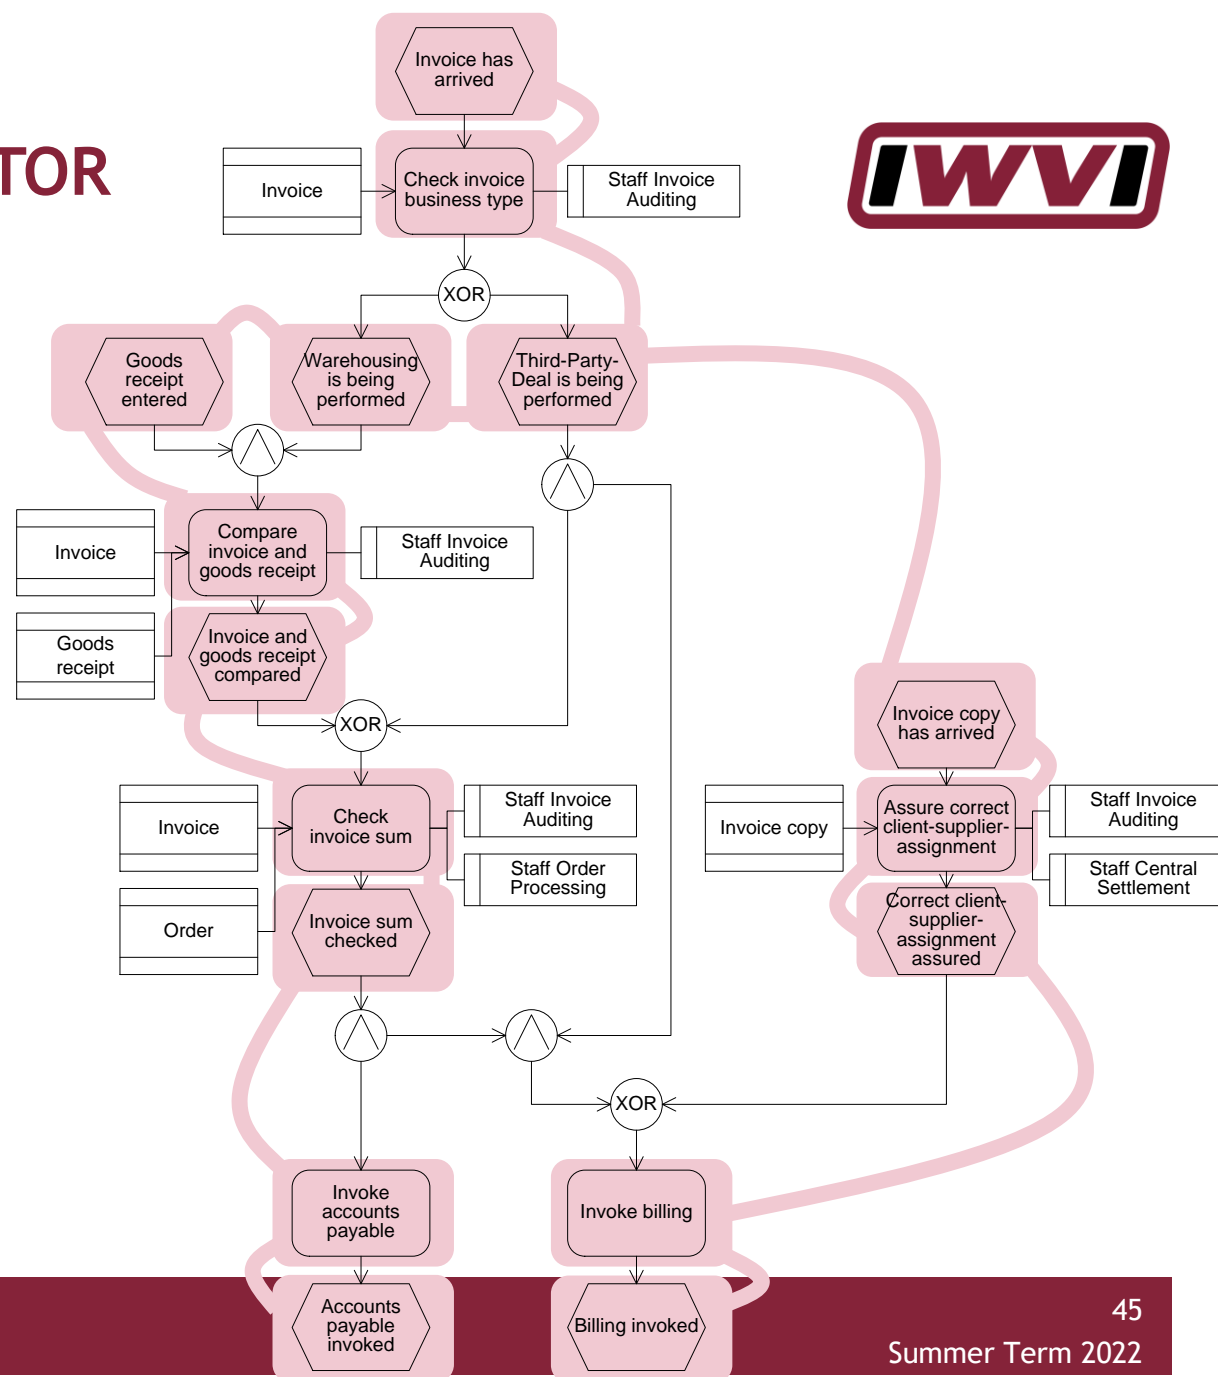 Invoice has
arrived
TOR
IWVI
Invoice
Check invoice
business type
Staff Invoice
Auditing
XOR
Goods
receipt
entered
Warehousing
is being
performed
Third-Party-
Deal is being
performed
Invoice
Compare
invoice and
goods receipt
Staff Invoice
Auditing
Goods
receipt
Invoice and
goods receipt
compared
XOR
Invoice copy
has arrived
Invoice
Check
invoice sum
Staff Invoice
Auditing
Staff Order
Processing
Invoice copy
Assure correct
client-supplier-
assignment
Staff Invoice
Auditing
Staff Central
Settlement
Order
Invoice sum
checked
Correct client-
supplier-
assignment
assured
XOR
Invoke
accounts
payable
Invoke billing
Accounts
payable
invoked
Billing invoked
45
Summer Term 2022